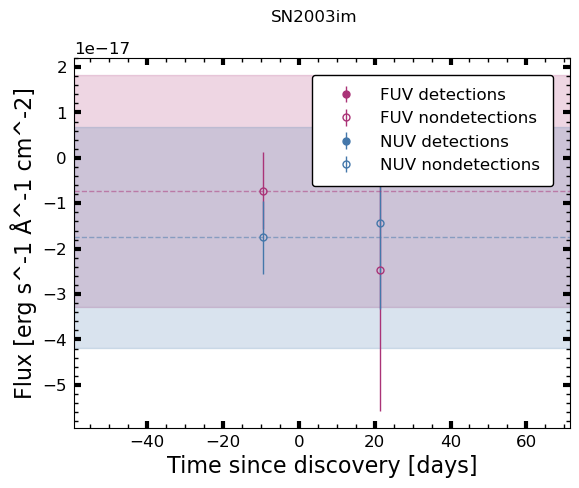 SN2003im
1e−17
2
1
0
−1
−2
−3
−4
−5
Flux [erg s^-1 Å^-1 cm^-2]
FUV detections
FUV nondetections
NUV detections
NUV nondetections
−40 −20 0 20 40 60
Time since discovery [days]